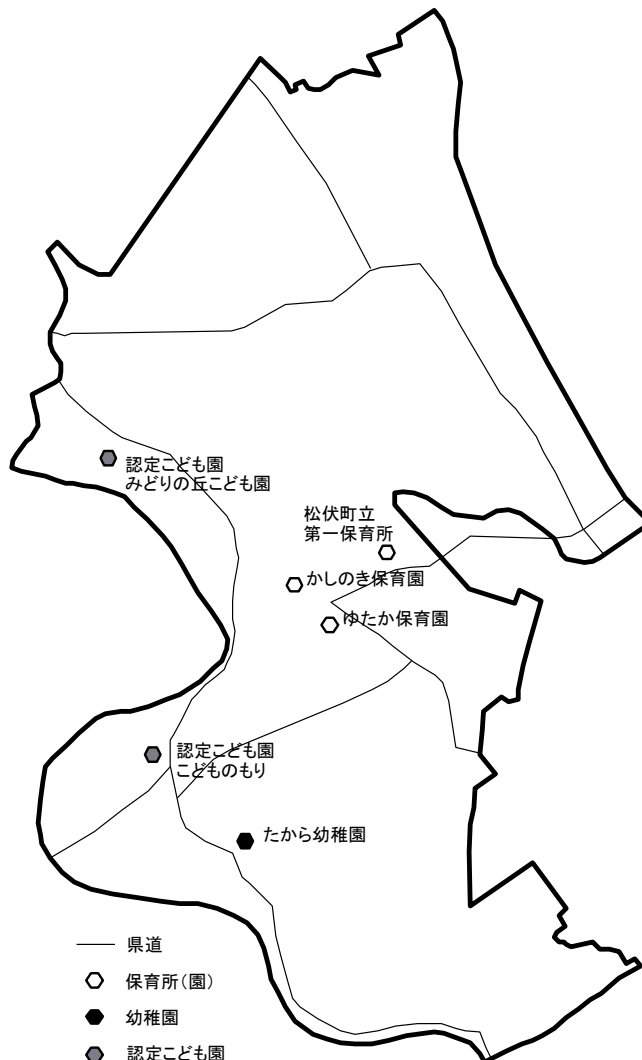 認定こども園
みどりの丘こども園
松伏町立
第一保育所
かしのき保育園
ゆたか保育園
認定こども園
こどものもり
たから幼稚園
県道
保育所(園)
幼稚園
認定こども園